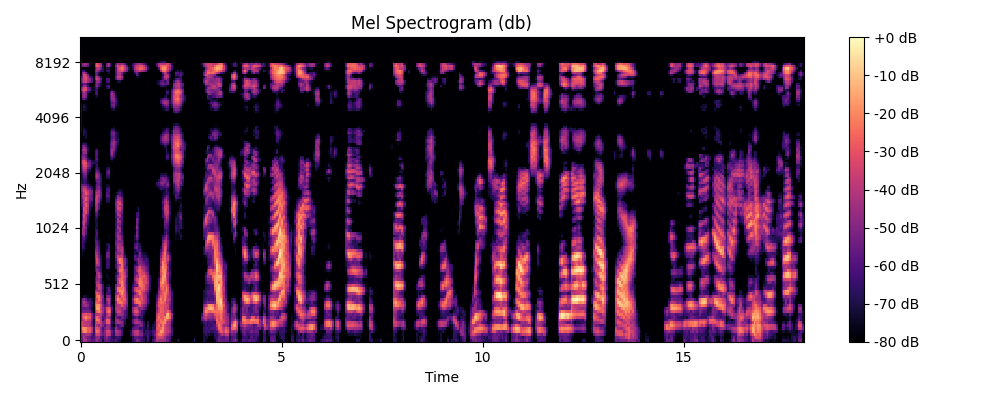 Mel Spectrogram (db)
Hz
8192
4096
2048
1024
512
0
0
5
10
15
Time
+0 dB
-10 dB
-20 dB
-30 dB
-40 dB
-50 dB
-60 dB
-70 dB
-80 dB